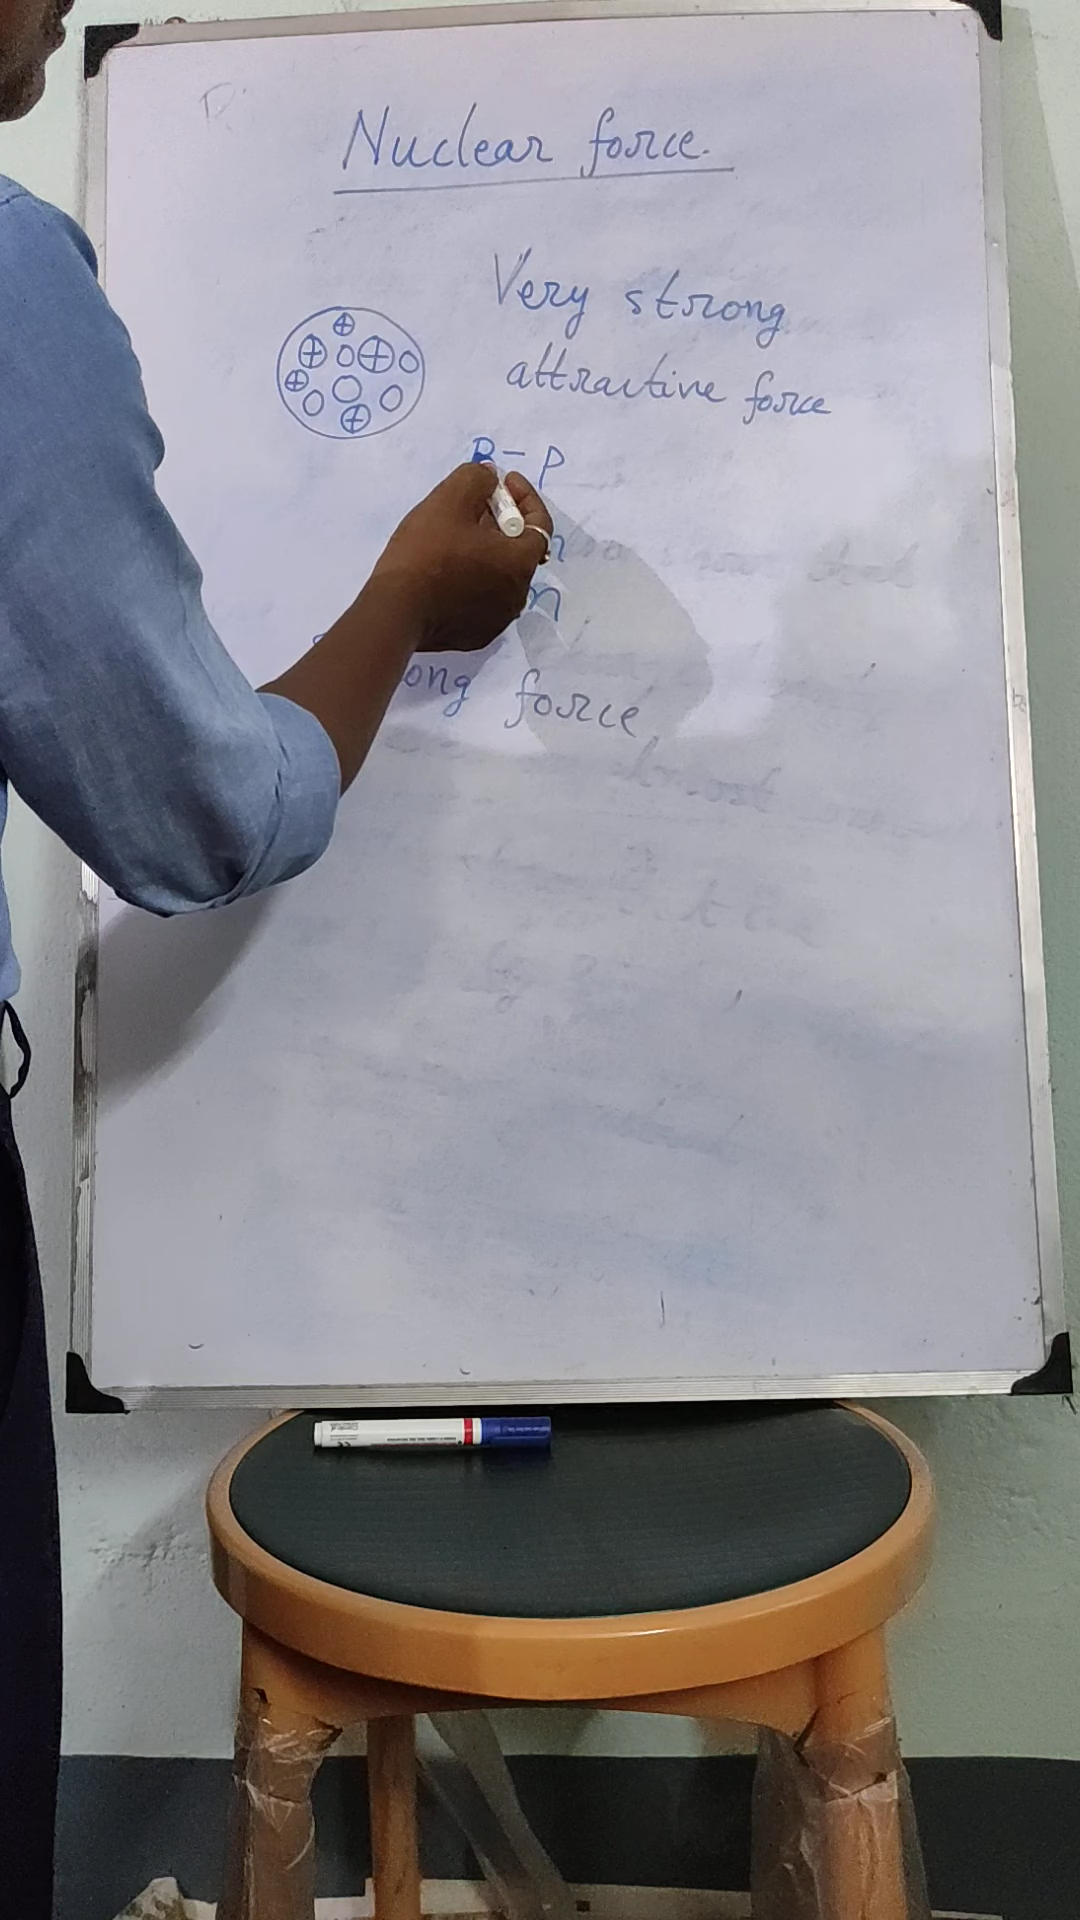 Nuclear force.
Very strong
attractive force
P - P
n
n
ong force